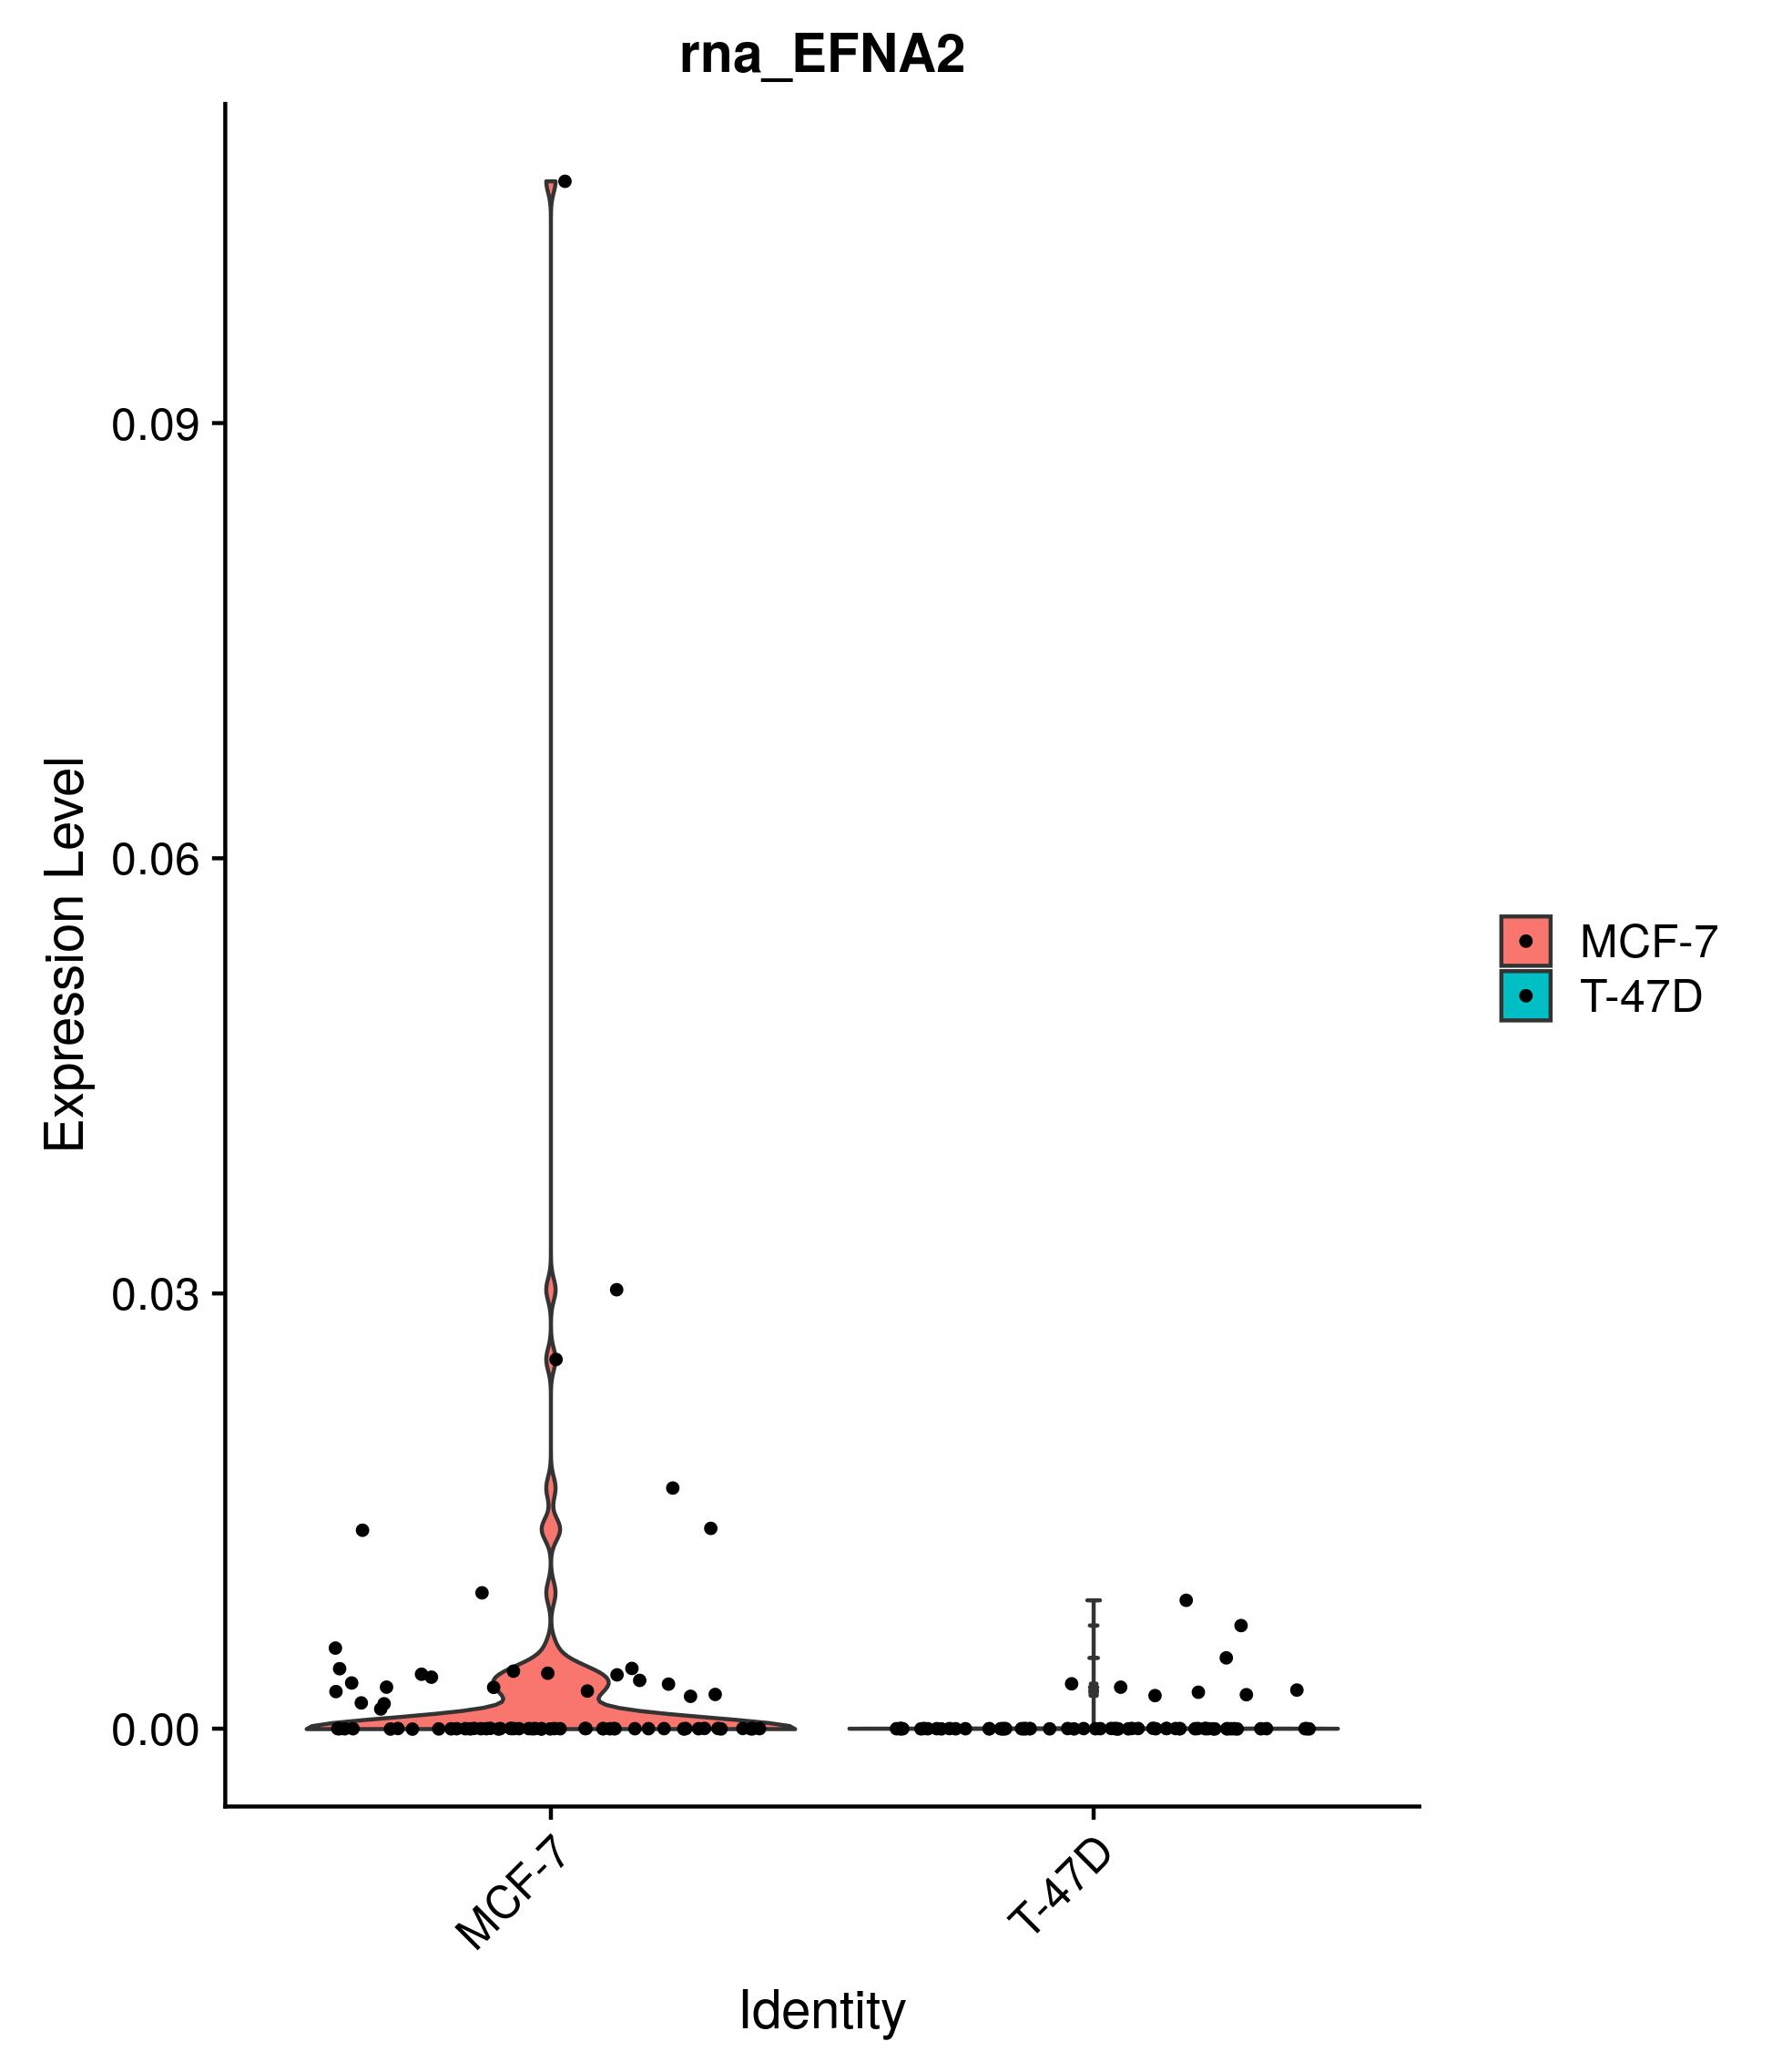 rna_EFNA2
Expression Level
0.09
0.06
0.03
0.00
MCF-7
T-47D
Identity
MCF-7
T-47D